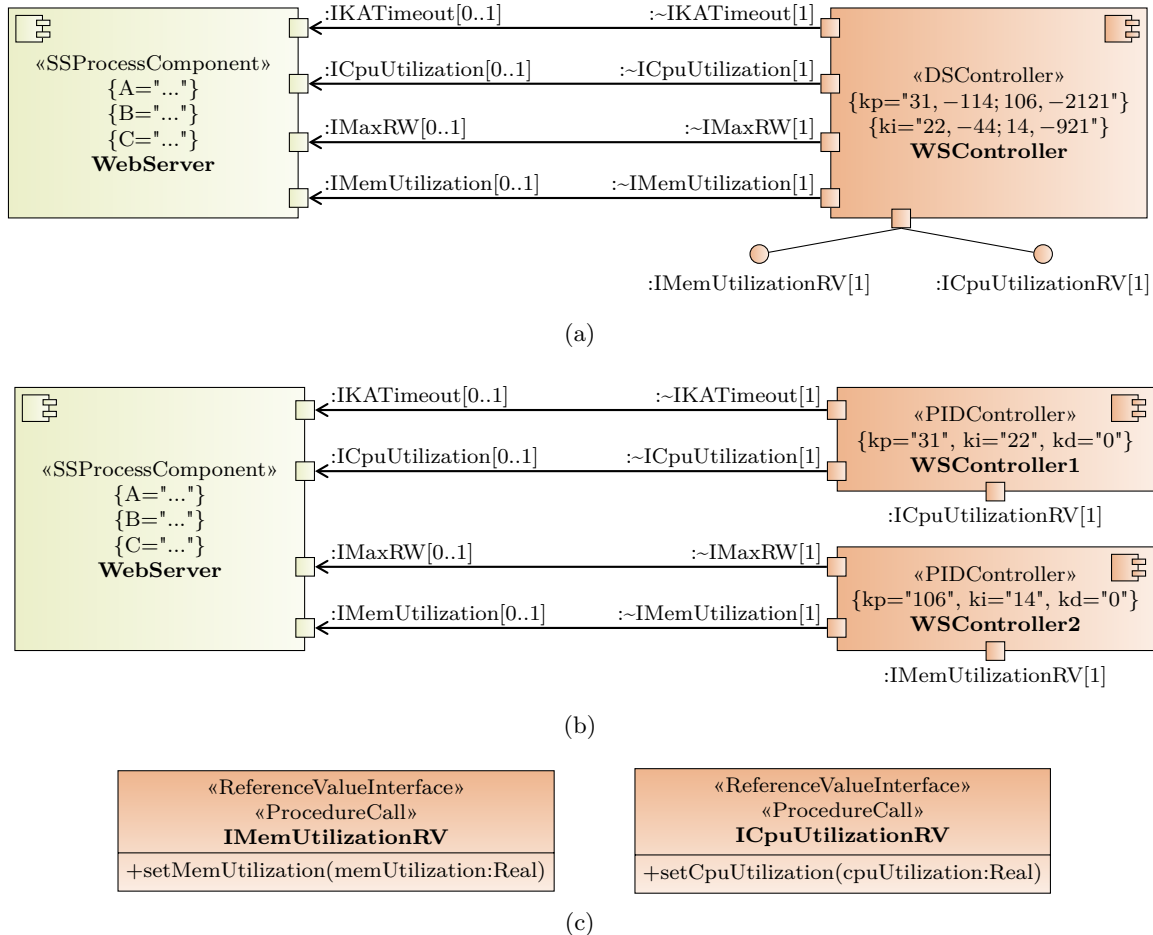 :IKATimeout[0..1]
:~IKATimeout[1]
«SSProcessComponent»
{A="..."}
{B="..."}
{C="..."}
WebServer
:ICpuUtilization[0..1]
:~ICpuUtilization[1]
:IMaxRW[0..1]
:~IMaxRW[1]
:IMemUtilization[0..1]
:~IMemUtilization[1]
«DSController»
{kp="31, −114; 106, −2121"}
{ki="22, −44; 14, −921"}
WSController
:IMemUtilizationRV[1]
:ICpuUtilizationRV[1]
(a)
«SSProcessComponent»
{A="..."}
{B="..."}
{C="..."}
WebServer
:IKATimeout[0..1]
:~IKATimeout[1]
:ICpuUtilization[0..1]
:~ICpuUtilization[1]
«PIDController»
{kp="31", ki="22", kd="0"}
WSController1
:ICpuUtilizationRV[1]
:IMaxRW[0..1]
:~IMaxRW[1]
:IMemUtilization[0..1]
:~IMemUtilization[1]
«PIDController»
{kp="106", ki="14", kd="0"}
WSController2
:IMemUtilizationRV[1]
(b)
«ReferenceValueInterface»
«ProcedureCall»
IMemUtilizationRV
+setMemUtilization(memUtilization:Real)
«ReferenceValueInterface»
«ProcedureCall»
ICpuUtilizationRV
+setCpuUtilization(cpuUtilization:Real)
(c)